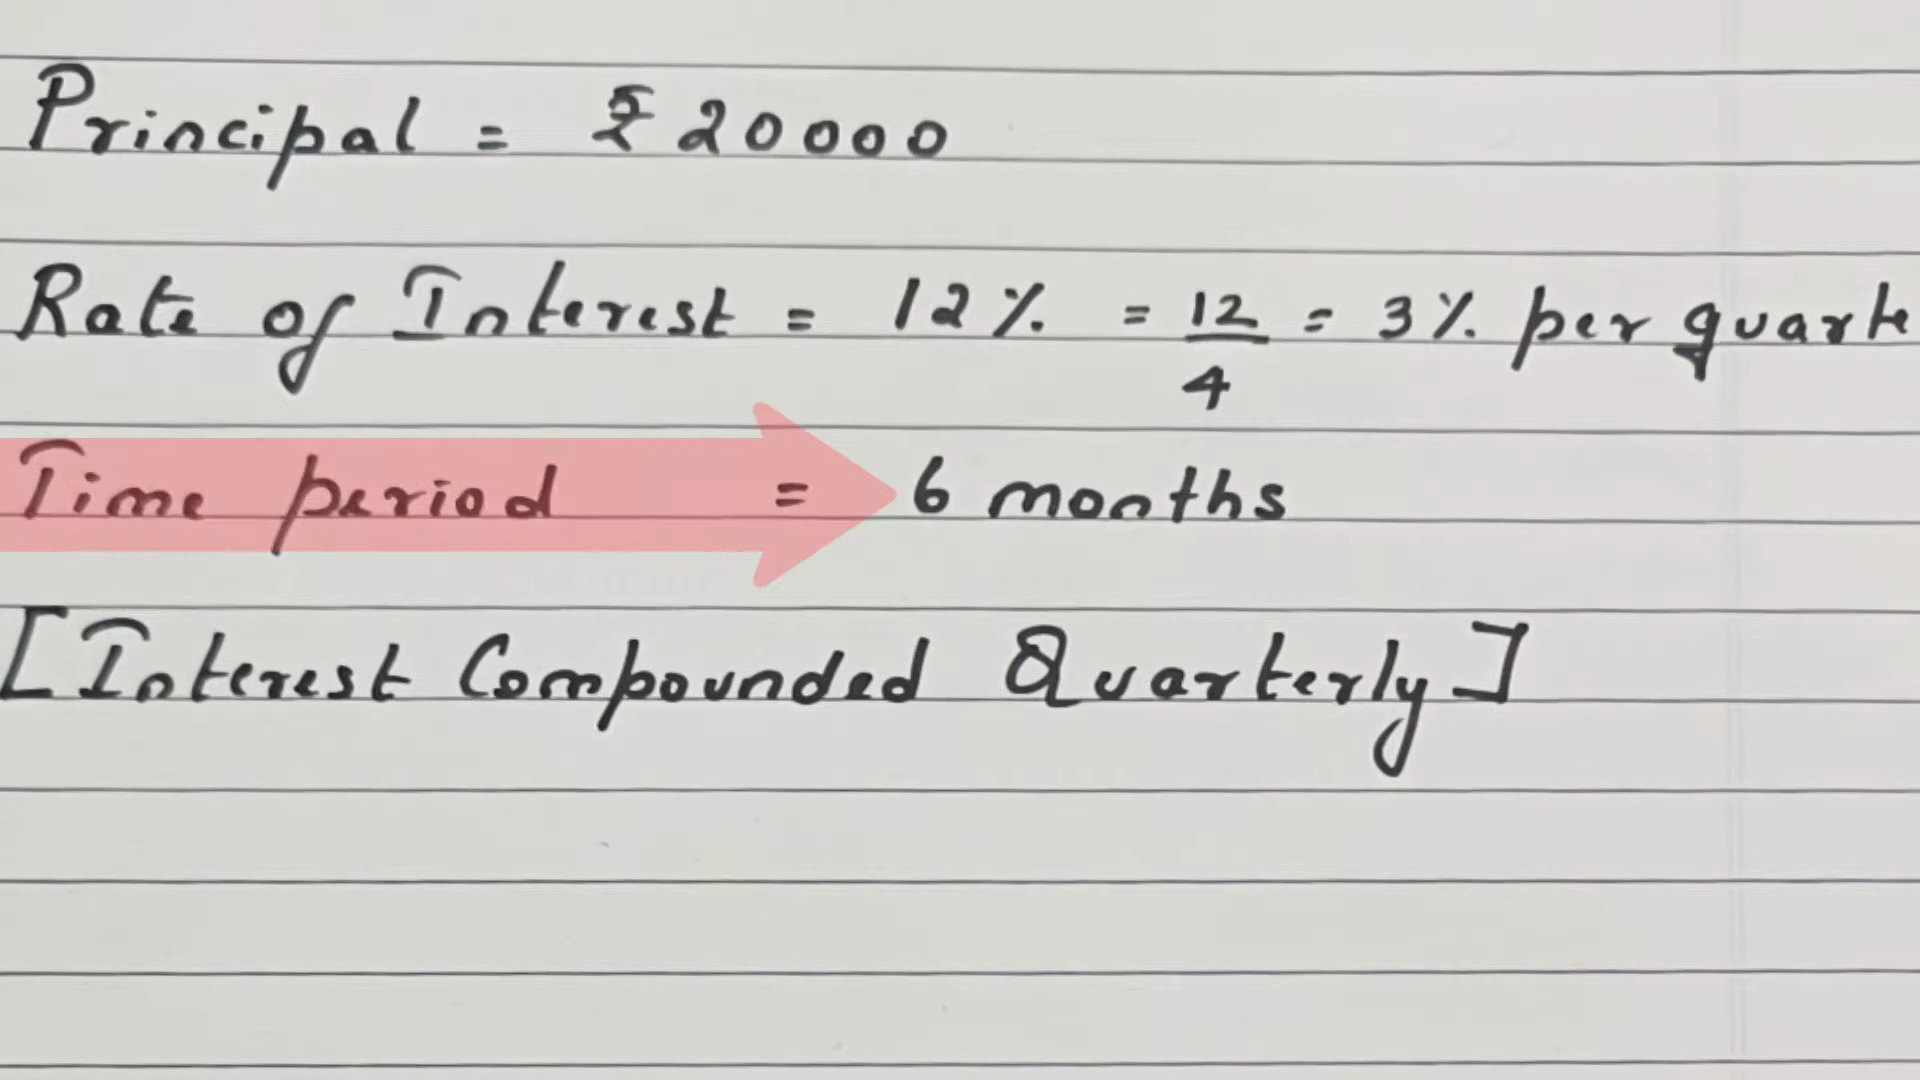 Principal = ₹ 20000
Rate of Interest = 12% = 12/4 = 3% per quarte
Time period = 6 months
[Interest Compounded Quarterly]